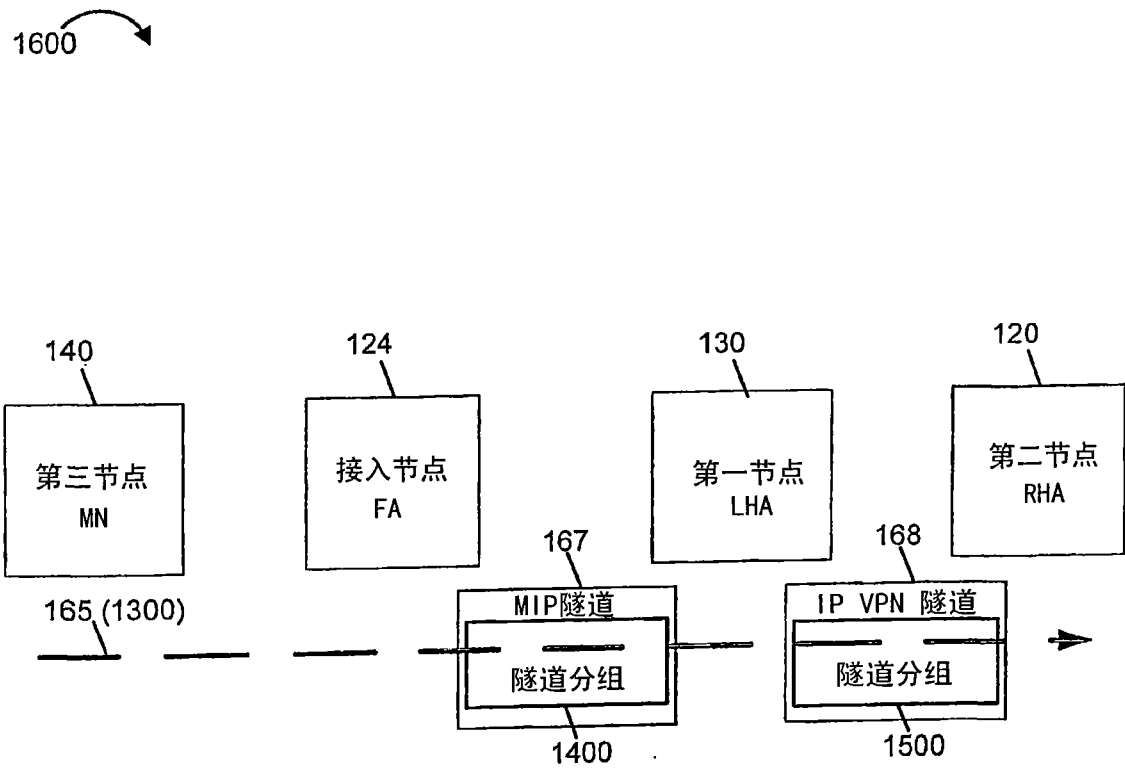 1600
140
124
130
120
第三节点
MN
接入节点
FA
第一节点
LHA
第二节点
RHA
165 (1300)
167
168
MIP隧道
隧道分组
IP VPN 隧道
隧道分组
1400
1500